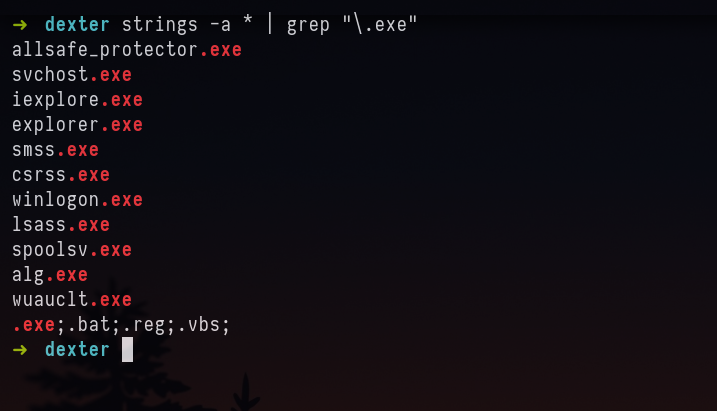 ➜ dexter strings -a * | grep "\.exe"
allsafe_protector.exe
svchost.exe
iexplore.exe
explorer.exe
smss.exe
csrss.exe
winlogon.exe
lsass.exe
spoolsv.exe
alg.exe
wuauclt.exe
.exe;.bat;.reg;.vbs;
➜ dexter